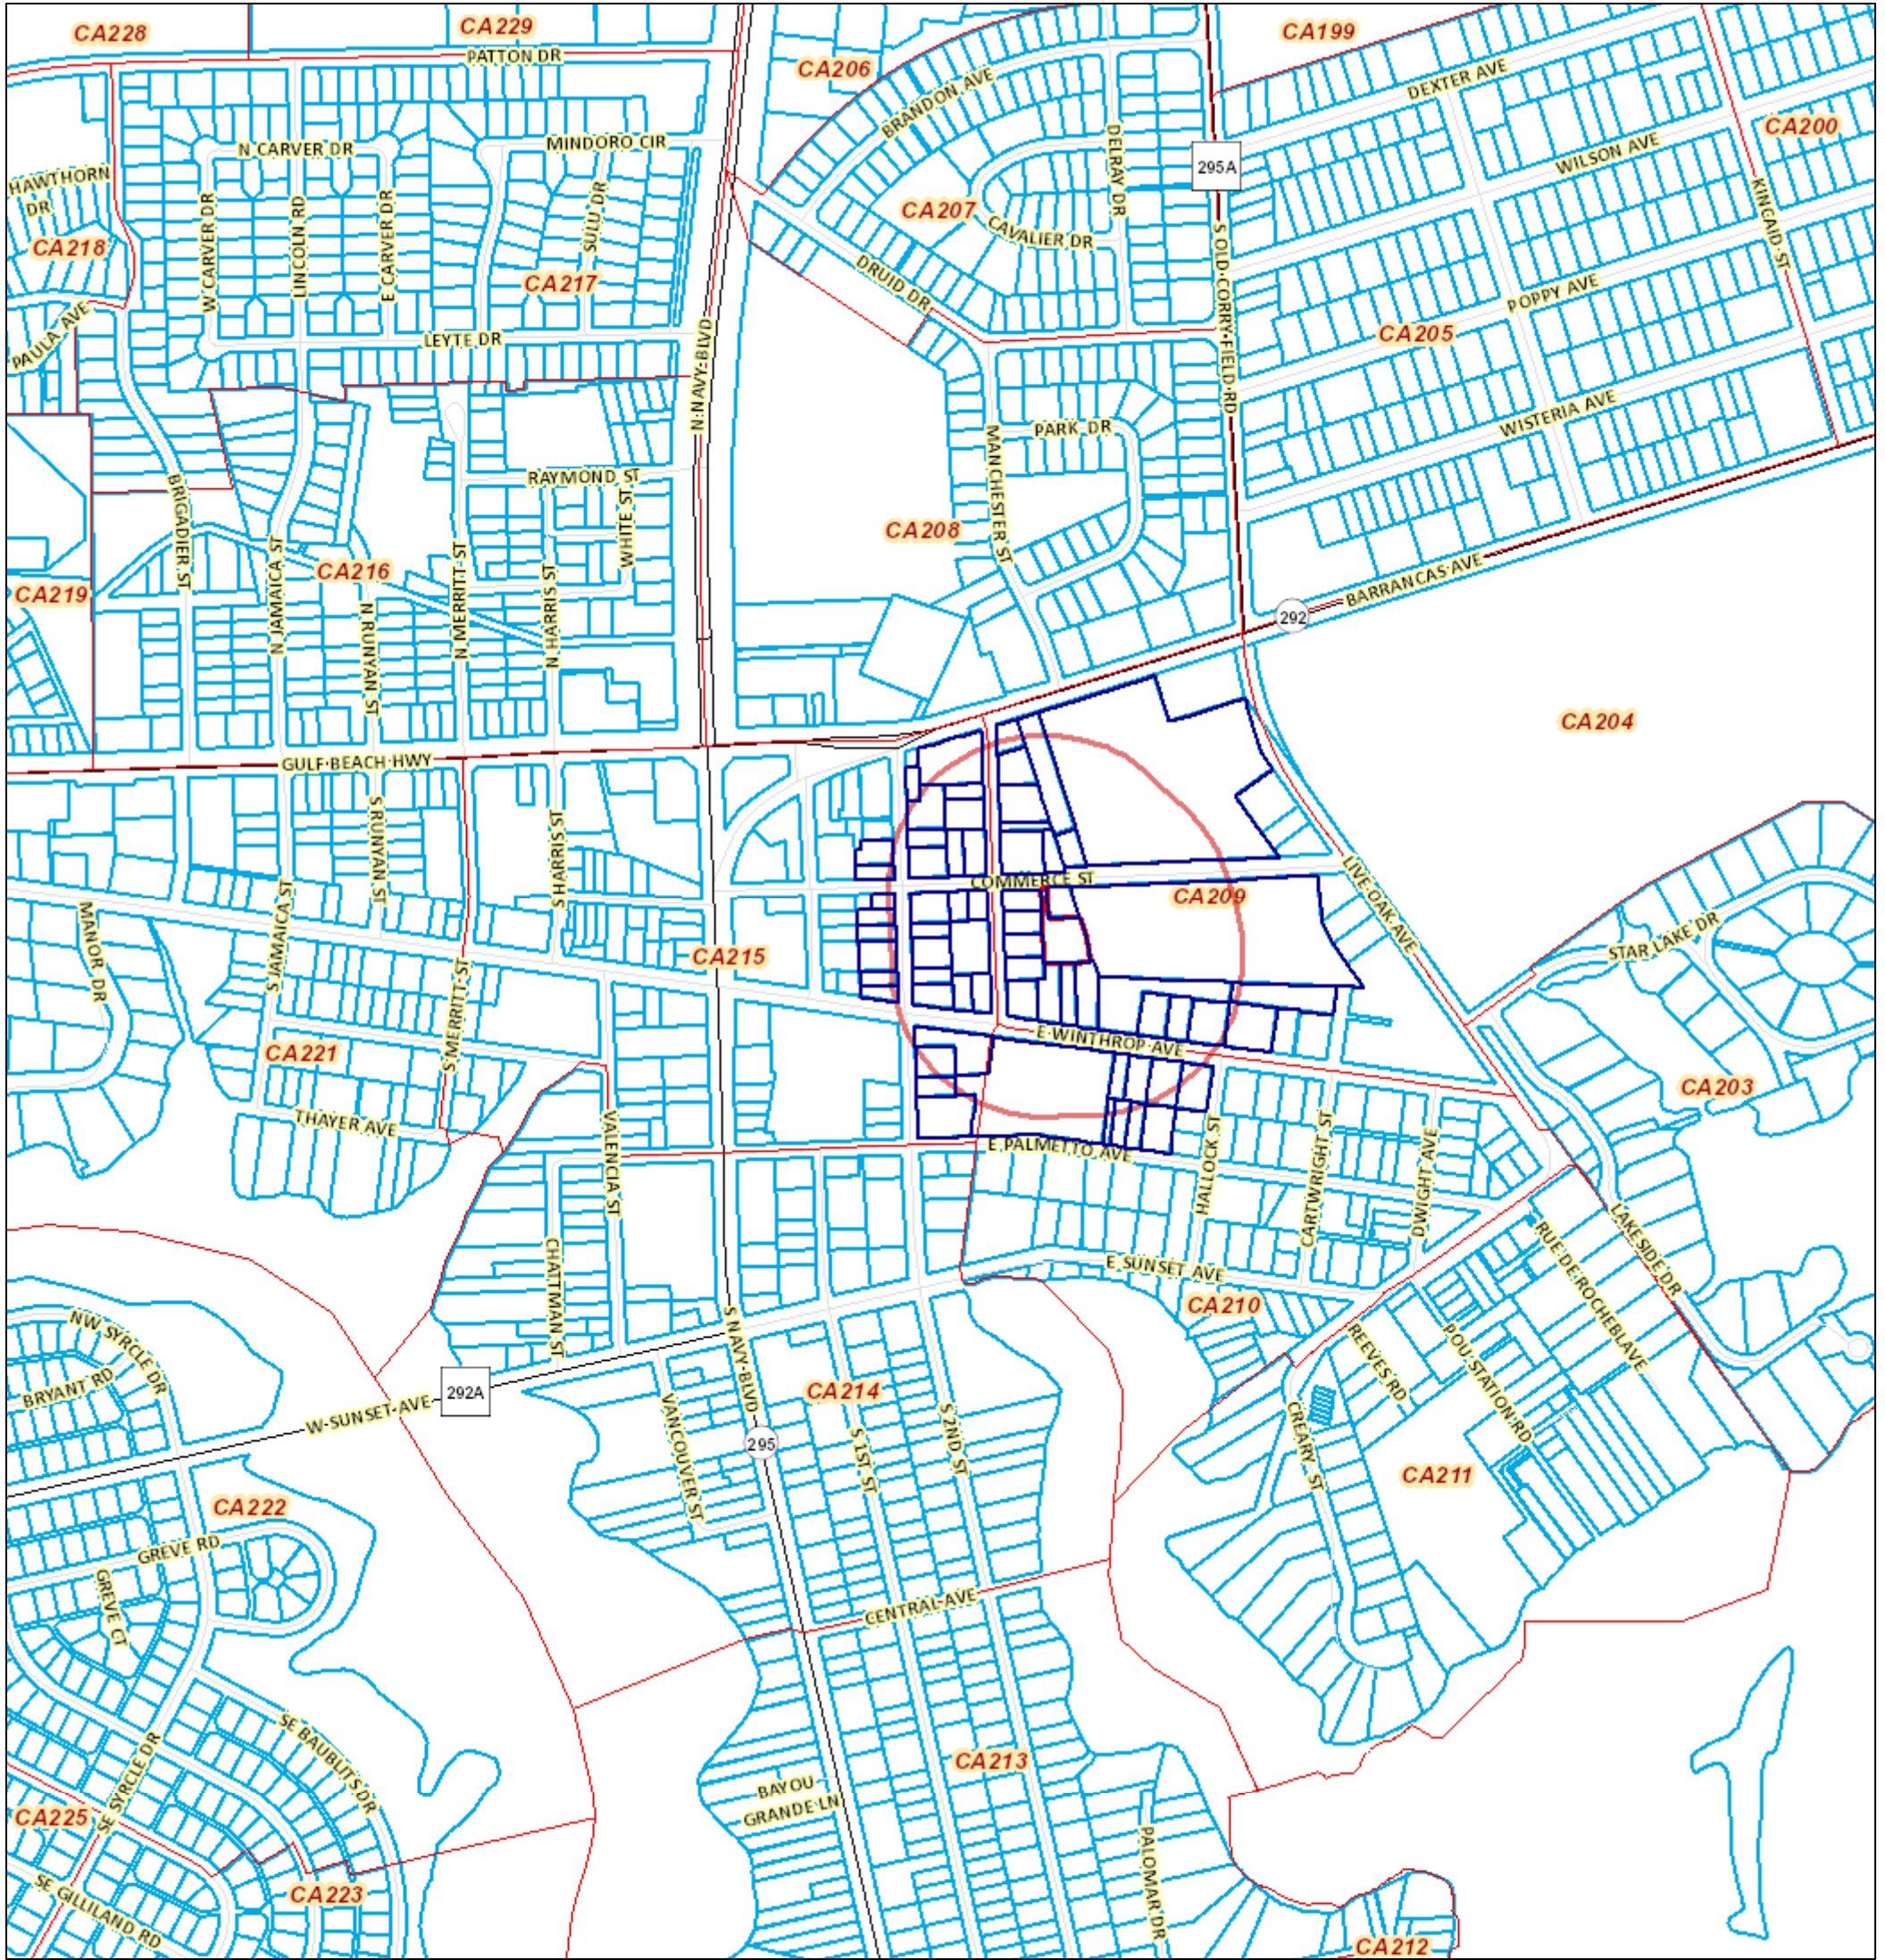 CA228
CA229
PATTON DR
CA199
CA206
BRANDON AVE
DEXTER AVE
CA200
N CARVER DR
MINDORO CIR
DELRAY DR
295A
WILSON AVE
HAWTHORN
DR
CA218
W CARVER DR
LINCOLN RD
E CARVER DR
SULU DR
CA207
CAVALIER DR
KINCAID ST
CA217
DRUID DR
S OLD CORRY FIELD RD
POPPY AVE
PAULA AVE
LEYTE DR
N NAVY BLVD
CA205
WISTERIA AVE
PARK DR
MANCHESTER ST
RAYMOND ST
BRIGADIER ST
WHITE ST
CA208
CA216
CA219
N JAMAICA ST
N RUNYAN ST
N MERRITT ST
N HARRIS ST
BARRANCAS AVE
292
CA204
GULF BEACH HWY
S RUNYAN ST
S HARRIS ST
COMMERCE ST
CA209
LIVE OAK AVE
MANOR DR
S JAMAICA ST
CA215
STAR LAKE DR
S MERRITT ST
CA221
E WINTHROP AVE
CA203
THAYER AVE
VALENCIA ST
E PALMETTO AVE
HALLOCK ST
CARTWRIGHT ST
DWIGHT AVE
CHATTMAN ST
E SUNSET AVE
LAKESIDE DR
RUE DE ROCHEBLAVE
CA210
NW SYRCLE DR
S NAVY BLVD
REEVES RD
POU STATION RD
BRYANT RD
292A
W SUNSET AVE
CA214
VANCOUVER ST
295
S 1ST ST
S 2ND ST
CREARY ST
CA211
CA222
GREVE RD
GREVE CT
CENTRAL AVE
SE BAUBLITS DR
SE SYRCLE DR
CA213
BAYOU
GRANDE LN
CA225
PALOMAR DR
CA223
SE GILLILAND RD
CA212